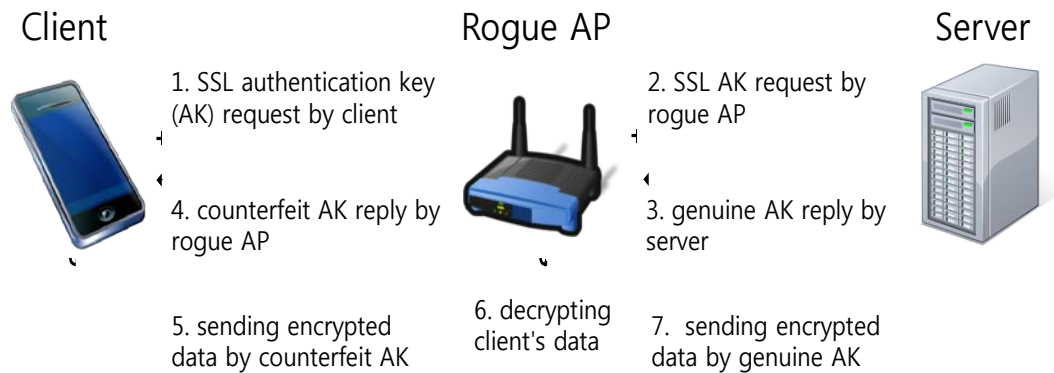 Client
Rogue AP
Server
1. SSL authentication key
(AK) request by client
2. SSL AK request by
rogue AP
4. counterfeit AK reply by
rogue AP
3. genuine AK reply by
server
5. sending encrypted
data by counterfeit AK
6. decrypting
client's data
7. sending encrypted
data by genuine AK